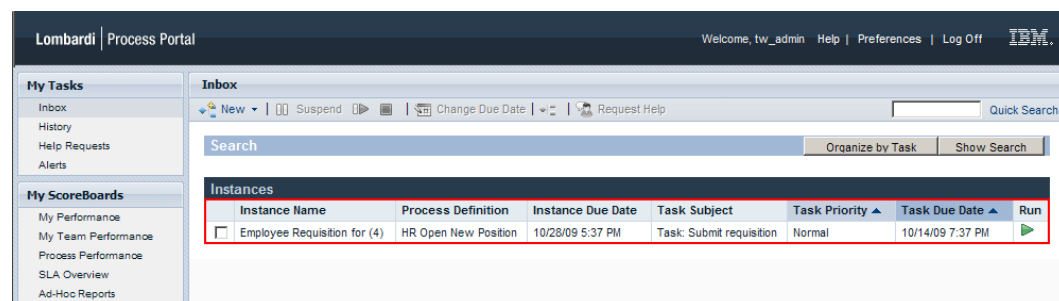 Lombardi | Process Portal
Welcome, tw_admin Help | Preferences | Log Off
IBM.
My Tasks
Inbox
History
Help Requests
Alerts
My ScoreBoards
My Performance
My Team Performance
Process Performance
SLA Overview
Ad-Hoc Reports
Inbox
New | Suspend | Change Due Date | Request Help Quick Search
Search Organize by Task Show Search
Instances
Instance Name Process Definition Instance Due Date Task Subject Task Priority Task Due Date Run
Employee Requisition for (4) HR Open New Position 10/28/09 5:37 PM Task: Submit requisition Normal 10/14/09 7:37 PM